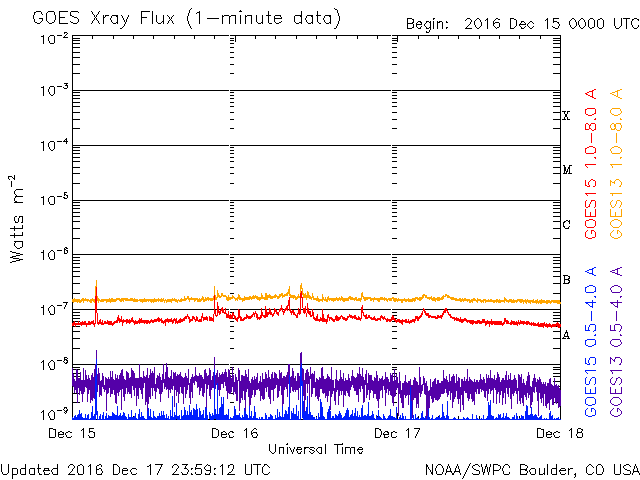 GOES Xray Flux (1-minute data)
Begin: 2016 Dec 15 0000 UTC
10-2
10-3
10-4
10-5
10-6
10-7
10-8
10-9
Watts m-2
X
M
C
B
A
GOES15 1.0-8.0 A
GOES13 1.0-8.0 A
GOES15 0.5-4.0 A
GOES13 0.5-4.0 A
Dec 15
Dec 16
Dec 17
Dec 18
Universal Time
Updated 2016 Dec 17 23:59:12 UTC
NOAA/SWPC Boulder, CO USA